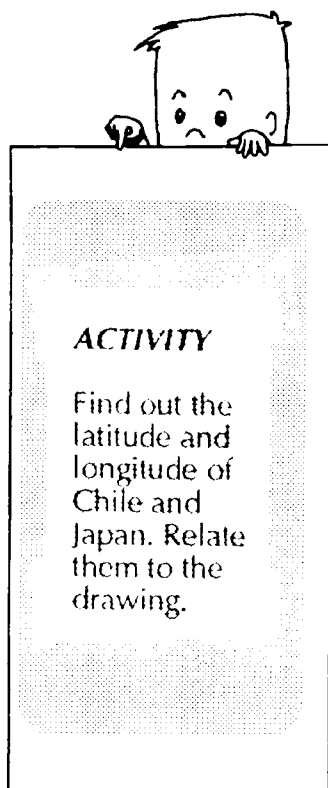 ACTIVITY
Find out the
latitude and
longitude of
Chile and
Japan. Relate
them to the
drawing.